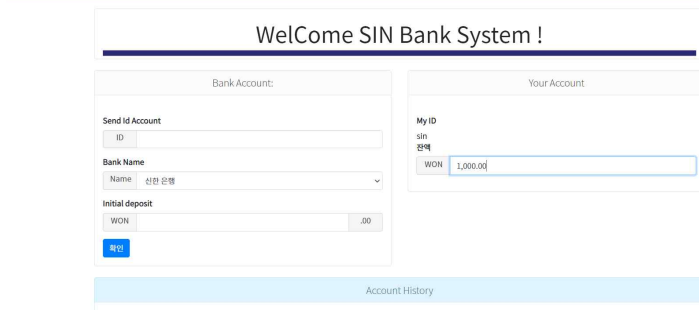 WelCome SIN Bank System !
Bank Account:
Send Id Account
ID
Bank Name
Name 신한 은행
Initial deposit
WON .00
확인
Your Account
My ID
sin
잔액
WON 1,000.00
Account History